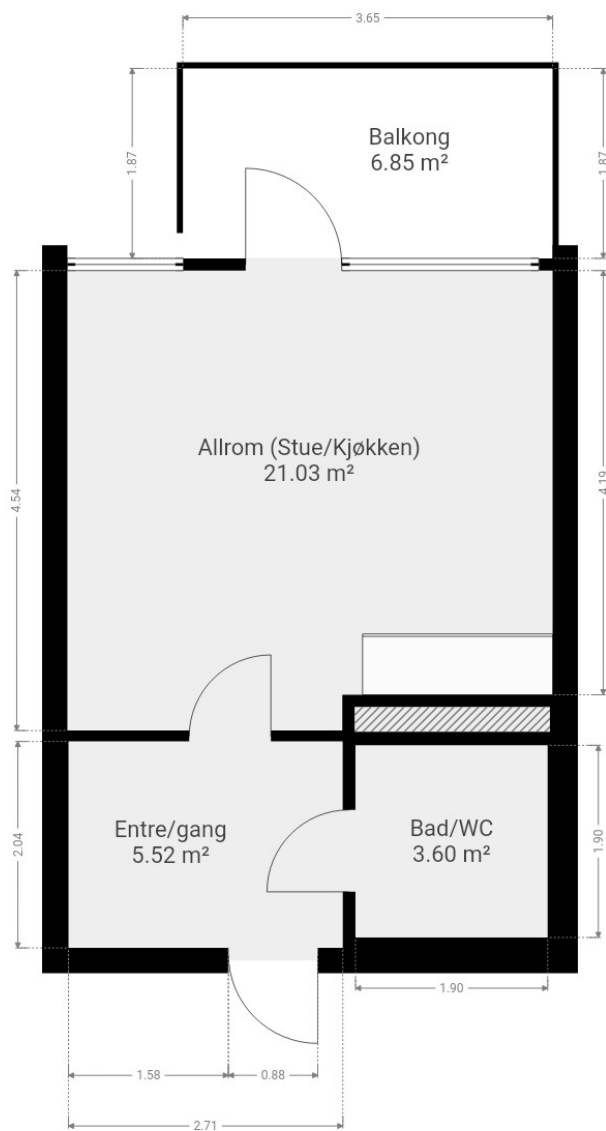 3.65
1.87
1.87
Balkong
6.85 m²
Allrom (Stue/Kjøkken)
21.03 m²
4.54
4.19
Entre/gang
5.52 m²
Bad/WC
3.60 m²
2.04
1.90
1.90
1.58
0.88
2.71